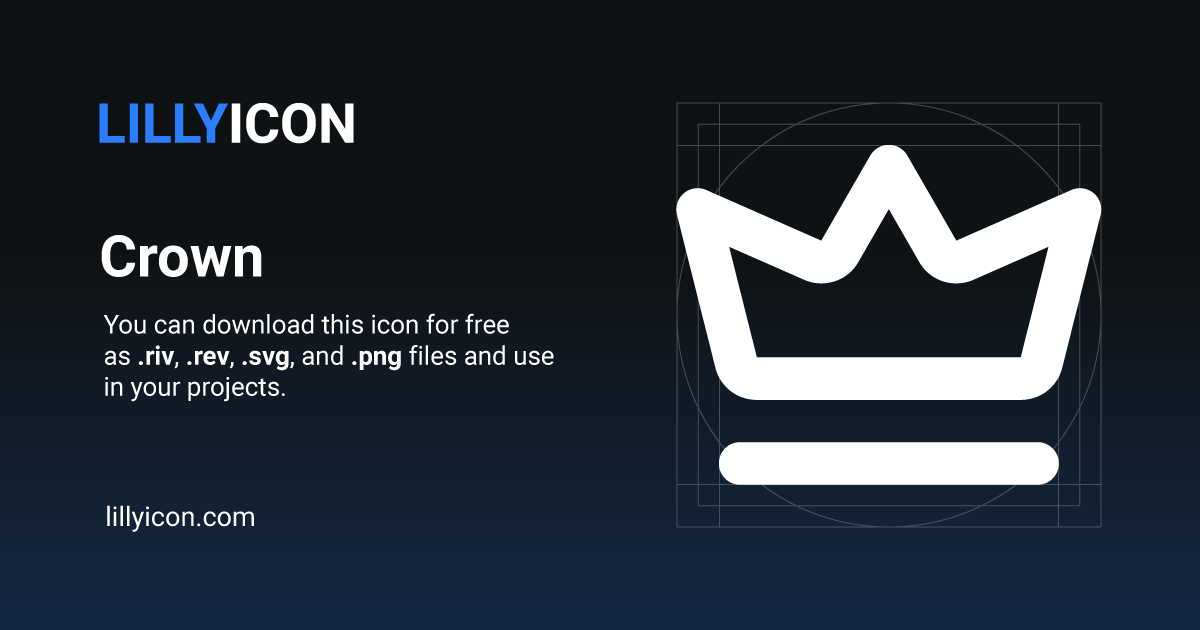 LILLYICON
Crown
You can download this icon for free
as .riv, .rev, .svg, and .png files and use
in your projects.
lillyicon.com